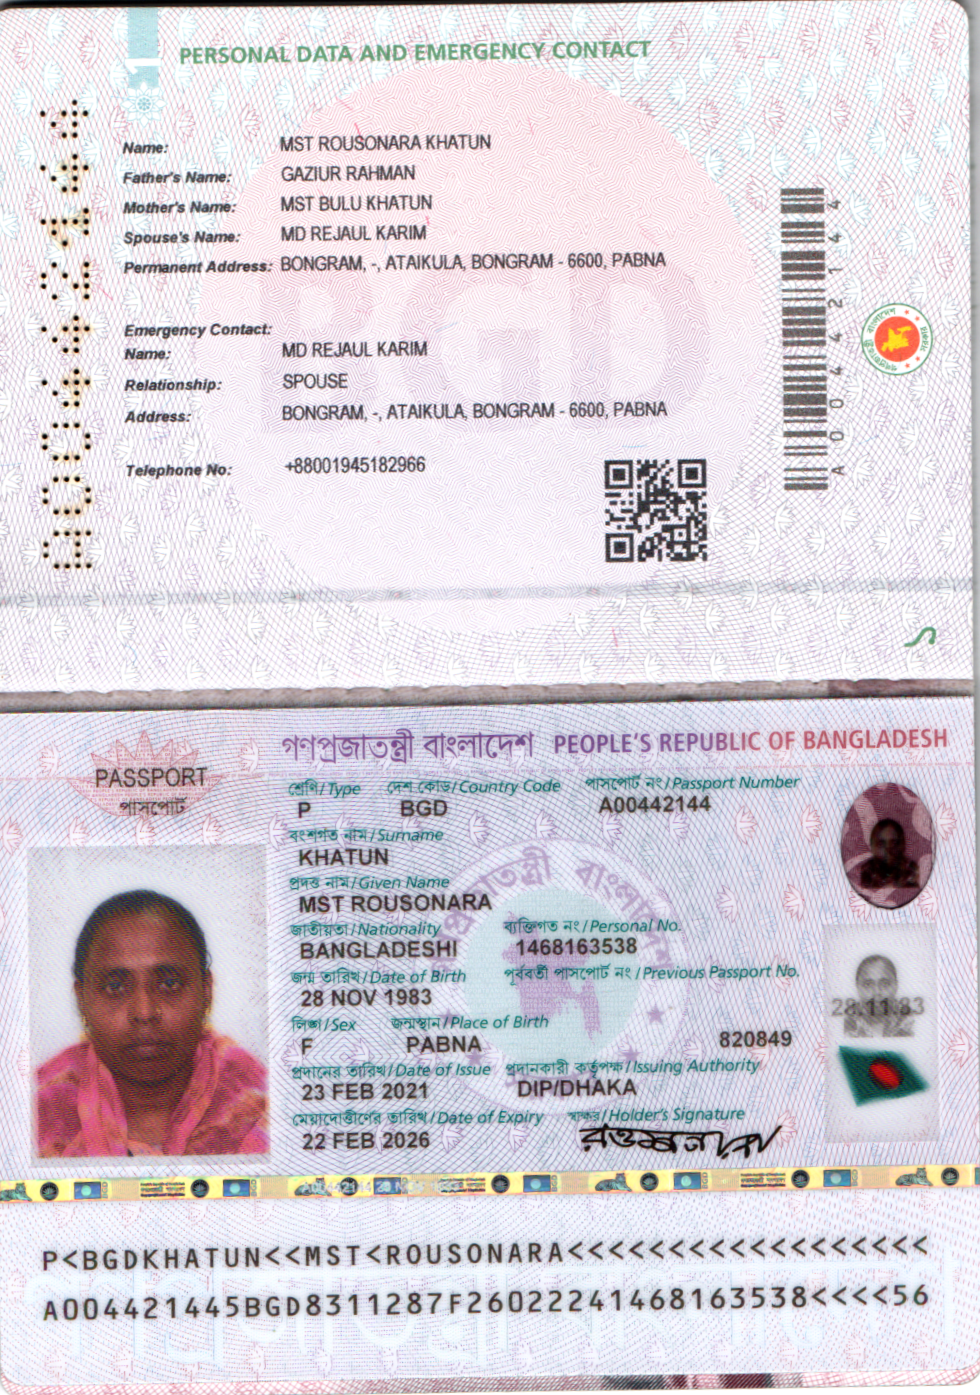 PERSONAL DATA AND EMERGENCY CONTACT
Name: MST ROUSONARA KHATUN
Father's Name: GAZIUR RAHMAN
Mother's Name: MST BULU KHATUN
Spouse's Name: MD REJAUL KARIM
Permanent Address: BONGRAM, -, ATAIKULA, BONGRAM - 6600, PABNA
Emergency Contact:
Name: MD REJAUL KARIM
Relationship: SPOUSE
Address: BONGRAM, -, ATAIKULA, BONGRAM - 6600, PABNA
Telephone No: +88001945182966
A00442144
A00442144
BGD
গণপ্রজাতন্ত্রী বাংলাদেশ PEOPLE'S REPUBLIC OF BANGLADESH
PASSPORT
পাসপোর্ট
শ্রেণি/Type দেশ কোড/Country Code পাসপোর্ট নং/Passport Number
P BGD A00442144
বংশগত নাম/Surname
KHATUN
প্রদত্ত নাম/Given Name
MST ROUSONARA
জাতীয়তা/Nationality ব্যক্তিগত নং/Personal No.
BANGLADESHI 1468163538
জন্ম তারিখ/Date of Birth পূর্ববর্তী পাসপোর্ট নং/Previous Passport No.
28 NOV 1983
লিঙ্গ/Sex জন্মস্থান/Place of Birth
F PABNA 820849
প্রদানের তারিখ/Date of Issue প্রদানকারী কর্তৃপক্ষ/Issuing Authority
23 FEB 2021 DIP/DHAKA
মেয়াদোত্তীর্ণের তারিখ/Date of Expiry স্বাক্ষর/Holder's Signature
22 FEB 2026
28.11.83
P<BGDKHATUN<<MST<ROUSONARA<<<<<<<<<<<<<<<<<<
A004421445BGD8311287F26022241468163538<<<<56